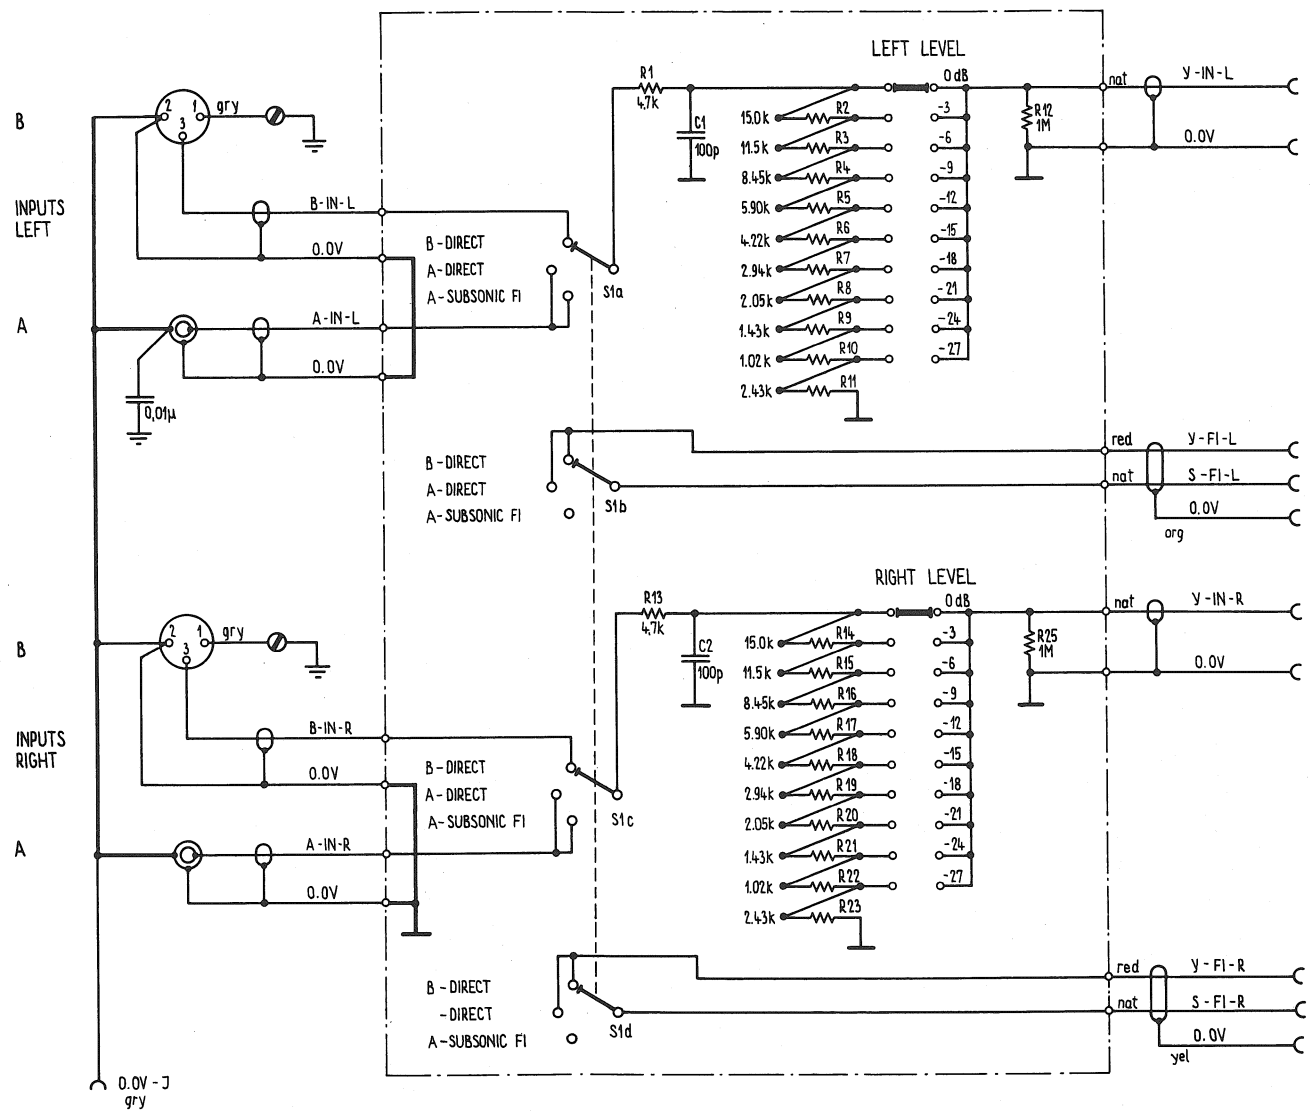 LEFT LEVEL
R1
4.7k
C1
100p
0 dB
R2
15.0k
-3
R3
11.5k
-6
R4
8.45k
-9
R5
5.90k
-12
R6
4.22k
-15
R7
2.94k
-18
R8
2.05k
-21
R9
1.43k
-24
R10
1.02k
-27
R11
2.43k
R12
1M
nat
Y-IN-L
0.0V
B
2
1
3
gry
INPUTS
LEFT
B-IN-L
0.0V
B-DIRECT
A-DIRECT
A-SUBSONIC FI
S1a
A
A-IN-L
0.0V
0,01µ
B-DIRECT
A-DIRECT
A-SUBSONIC FI
S1b
red
Y-FI-L
nat
S-FI-L
0.0V
org
RIGHT LEVEL
R13
4.7k
C2
100p
0 dB
R14
15.0k
-3
R15
11.5k
-6
R16
8.45k
-9
R17
5.90k
-12
R18
4.22k
-15
R19
2.94k
-18
R20
2.05k
-21
R21
1.43k
-24
R22
1.02k
-27
R23
2.43k
R25
1M
nat
Y-IN-R
0.0V
B
2
1
3
gry
INPUTS
RIGHT
B-IN-R
0.0V
B-DIRECT
A-DIRECT
A-SUBSONIC FI
S1c
A
A-IN-R
0.0V
B-DIRECT
-DIRECT
A-SUBSONIC FI
S1d
red
Y-FI-R
nat
S-FI-R
0.0V
yel
0.0V-J
gry